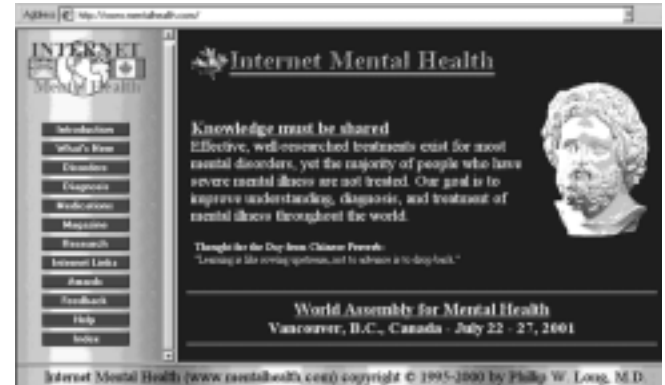 Address http://www.mentalhealth.com/
INTERNET
Mental Health
Introduction
What's New
Disorders
Diagnosis
Medications
Magazine
Research
Internet Links
Awards
Feedback
Help
Index
Internet Mental Health
Knowledge must be shared
Effective, well-researched treatments exist for most
mental disorders, yet the majority of people who have
severe mental illness are not treated. Our goal is to
improve understanding, diagnosis, and treatment of
mental illness throughout the world.
Thought for the Day from Chinese Proverb:
"Learning is like rowing upstream, not to advance is to drop back."
World Assembly for Mental Health
Vancouver, B.C., Canada - July 22 - 27, 2001
Internet Mental Health (www.mentalhealth.com) copyright © 1995-2000 by Phillip W. Long, M.D.